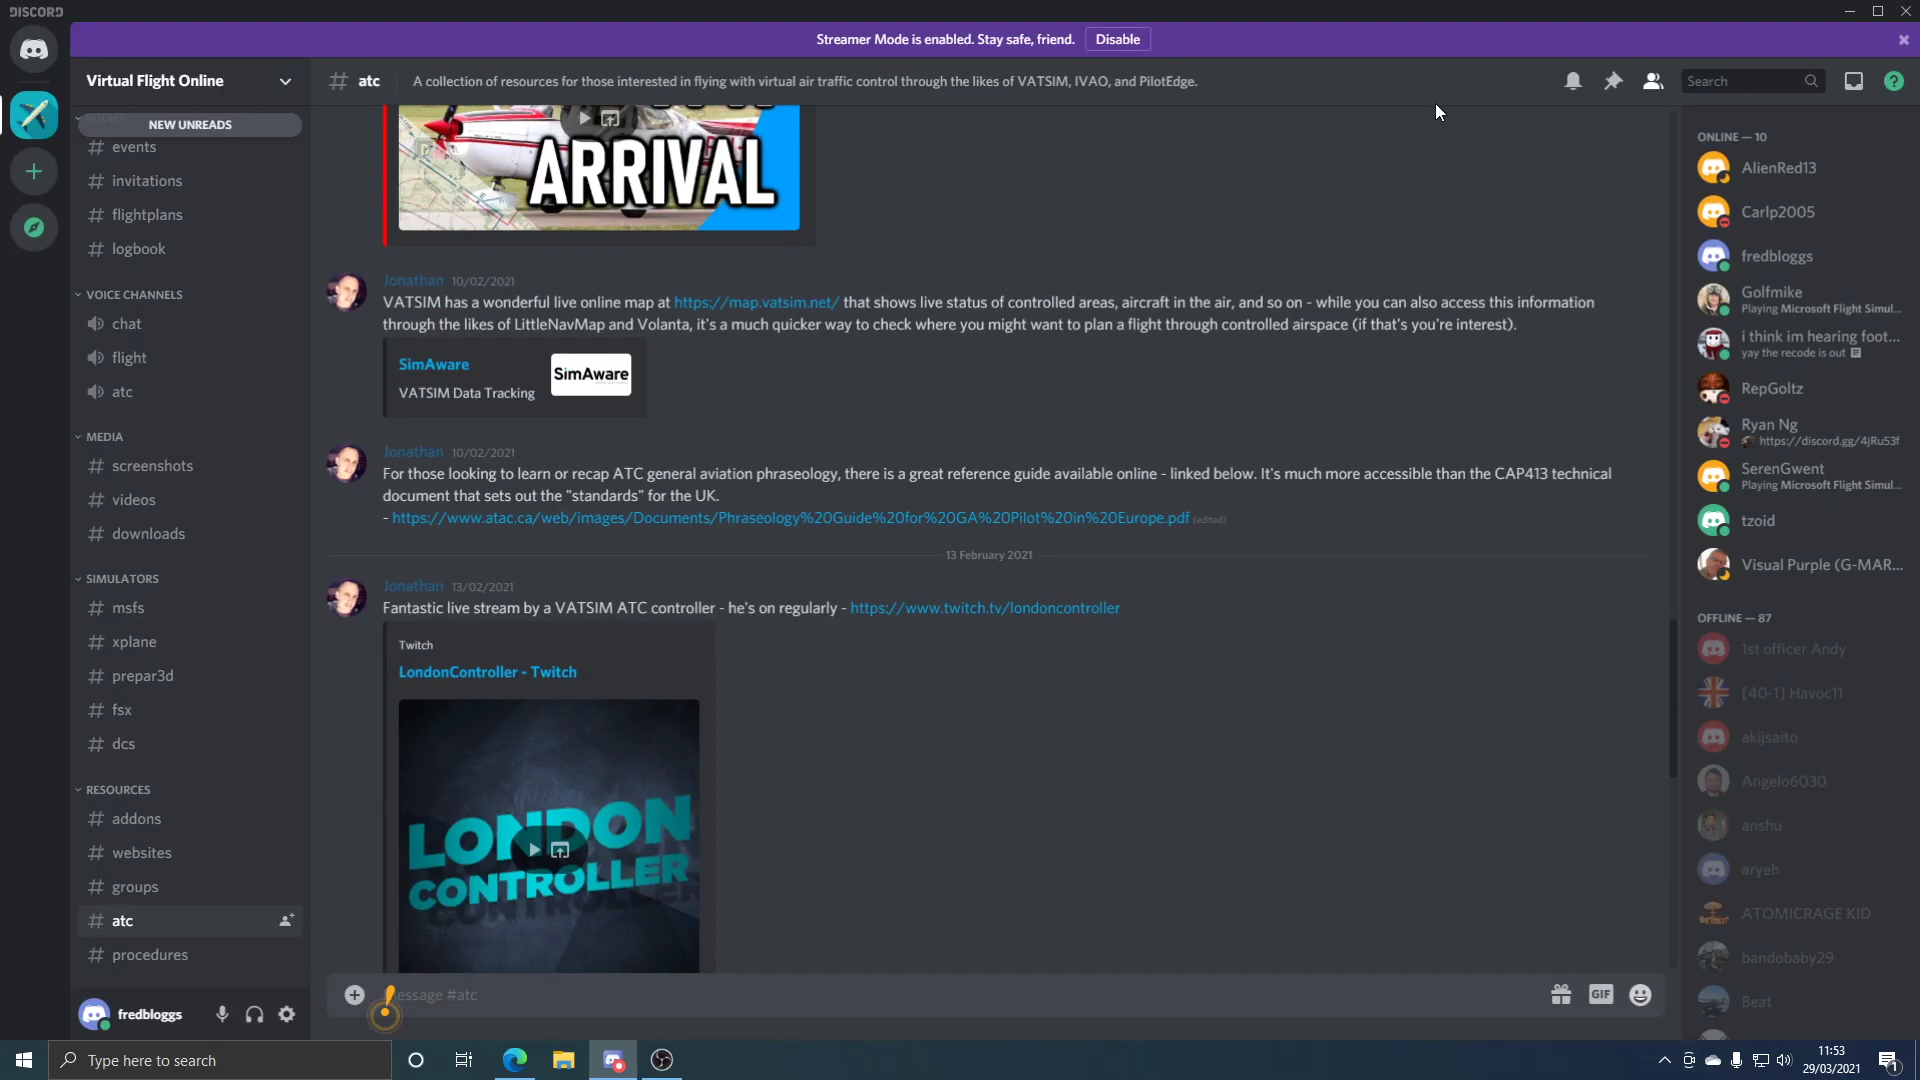 DISCORD
Streamer Mode is enabled. Stay safe, friend. Disable
Virtual Flight Online
# atc A collection of resources for those interested in flying with virtual air traffic control through the likes of VATSIM, IVAO, and PilotEdge.
Search
NEW UNREADS
# events
# invitations
# flightplans
# logbook
VOICE CHANNELS
chat
flight
atc
MEDIA
# screenshots
# videos
# downloads
SIMULATORS
# msfs
# xplane
# prepar3d
# fsx
# dcs
RESOURCES
# addons
# websites
# groups
# atc
# procedures
fredbloggs
ARRIVAL
Jonathan 10/02/2021
VATSIM has a wonderful live online map at https://map.vatsim.net/ that shows live status of controlled areas, aircraft in the air, and so on - while you can also access this information
through the likes of LittleNavMap and Volanta, it's a much quicker way to check where you might want to plan a flight through controlled airspace (if that's you're interest).
SimAware
VATSIM Data Tracking
SimAware
Jonathan 10/02/2021
For those looking to learn or recap ATC general aviation phraseology, there is a great reference guide available online - linked below. It's much more accessible than the CAP413 technical
document that sets out the "standards" for the UK.
- https://www.atac.ca/web/images/Documents/Phraseology%20Guide%20for%20GA%20Pilot%20in%20Europe.pdf (edited)
13 February 2021
Jonathan 13/02/2021
Fantastic live stream by a VATSIM ATC controller - he's on regularly - https://www.twitch.tv/londoncontroller
Twitch
LondonController - Twitch
LONDON
CONTROLLER
essage #atc
GIF
ONLINE — 10
AlienRed13
Carlp2005
fredbloggs
Golfmike
Playing Microsoft Flight Simul...
i think im hearing foot...
yay the recode is out
RepGoltz
Ryan Ng
https://discord.gg/4jRu53f
SerenGwent
Playing Microsoft Flight Simul...
tzoid
Visual Purple (G-MAR...
OFFLINE — 87
1st officer Andy
[40-1] Havoc11
akijsaito
Angelo6030
anshu
aryeh
ATOMICRAGE KID
bandobaby29
Beat
Type here to search
11:53
29/03/2021
1